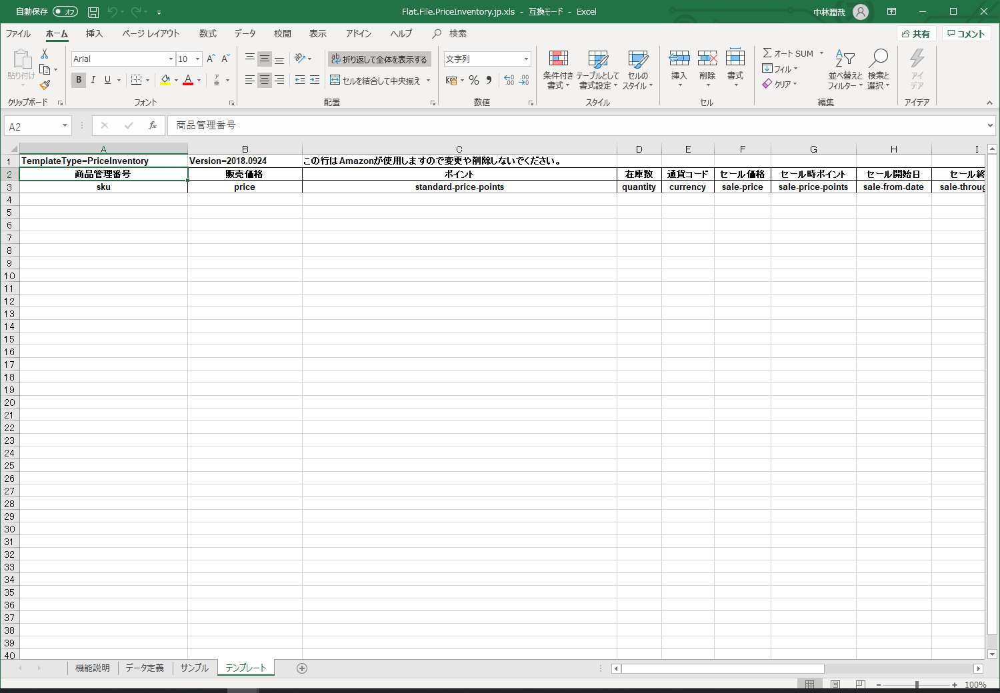 自動保存 オフ Flat.File.PriceInventory.jp.xls - 互換モード - Excel 中林潤哉
ファイル ホーム 挿入 ページ レイアウト 数式 データ 校閲 表示 アドイン ヘルプ 検索 共有 コメント
貼り付け
Arial 10 A A
B I U A
ab 折り返して全体を表示する
セルを結合して中央揃え
文字列
% .0 .00 .00 .0
条件付き書式
テーブルとして書式設定
セルのスタイル
挿入 削除 書式
オート SUM
フィル
クリア
並べ替えとフィルター
検索と選択
アイデア
クリップボード フォント 配置 数値 スタイル セル 編集 アイデア
A2 fx 商品管理番号
A B C D E F G H I
1 TemplateType=PriceInventory Version=2018.0924 この行は Amazonが使用しますので変更や削除しないでください。
2 商品管理番号 販売価格 ポイント 在庫数 通貨コード セール価格 セール時ポイント セール開始日 セール終
3 sku price standard-price-points quantity currency sale-price sale-price-points sale-from-date sale-throug
4
5
6
7
8
9
10
11
12
13
14
15
16
17
18
19
20
21
22
23
24
25
26
27
28
29
30
31
32
33
34
35
36
37
38
39
40
機能説明 データ定義 サンプル テンプレート
100%